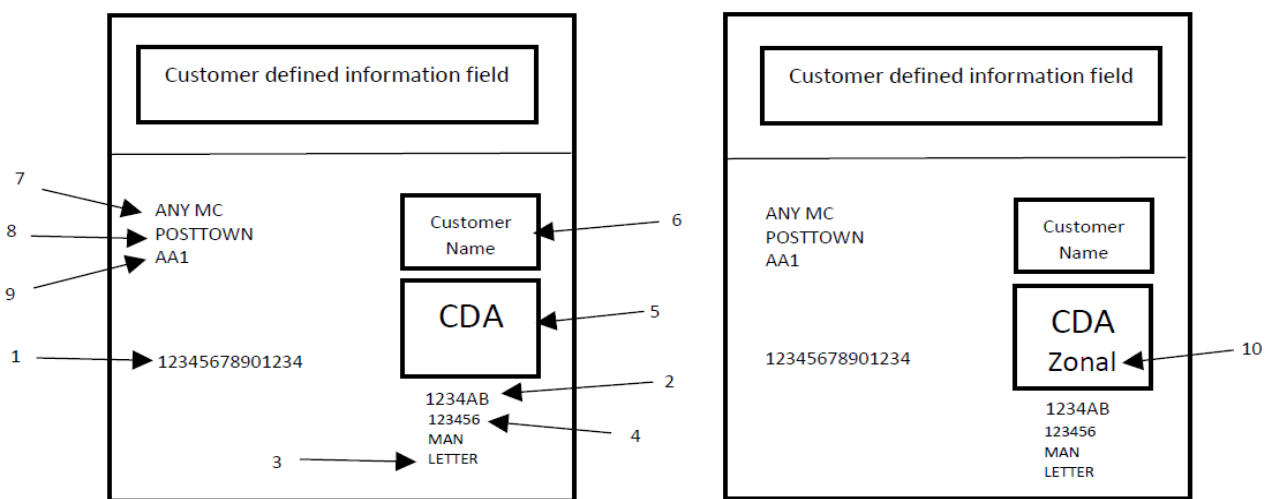 Customer defined information field
7
ANY MC
8
POSTTOWN
9
AA1
Customer
Name
6
CDA
5
1
12345678901234
2
1234AB
123456
4
MAN
3
LETTER
Customer defined information field
ANY MC
POSTTOWN
AA1
Customer
Name
CDA
Zonal
10
12345678901234
1234AB
123456
MAN
LETTER